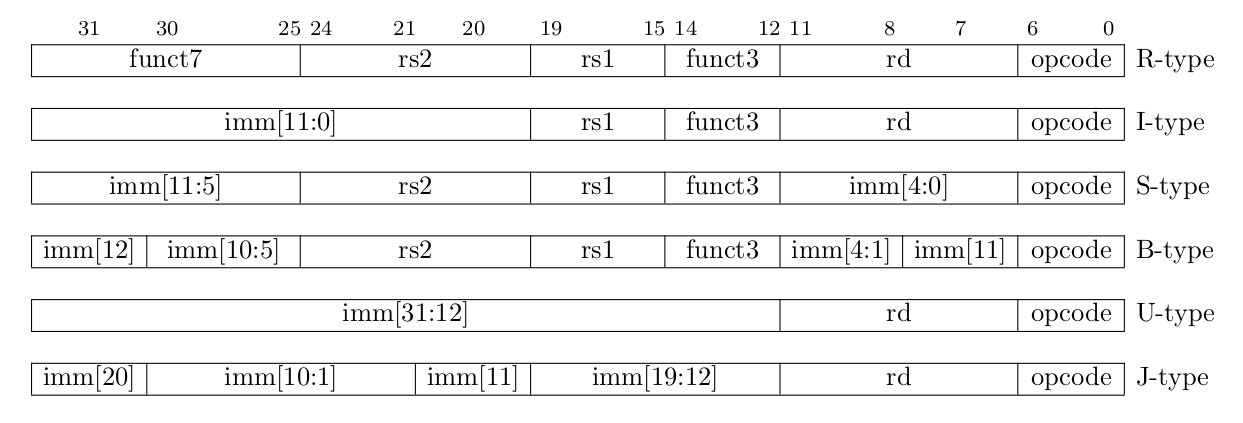 31 30 25 24 21 20 19 15 14 12 11 8 7 6 0
funct7 rs2 rs1 funct3 rd opcode R-type
imm[11:0] rs1 funct3 rd opcode I-type
imm[11:5] rs2 rs1 funct3 imm[4:0] opcode S-type
imm[12] imm[10:5] rs2 rs1 funct3 imm[4:1] imm[11] opcode B-type
imm[31:12] rd opcode U-type
imm[20] imm[10:1] imm[11] imm[19:12] rd opcode J-type